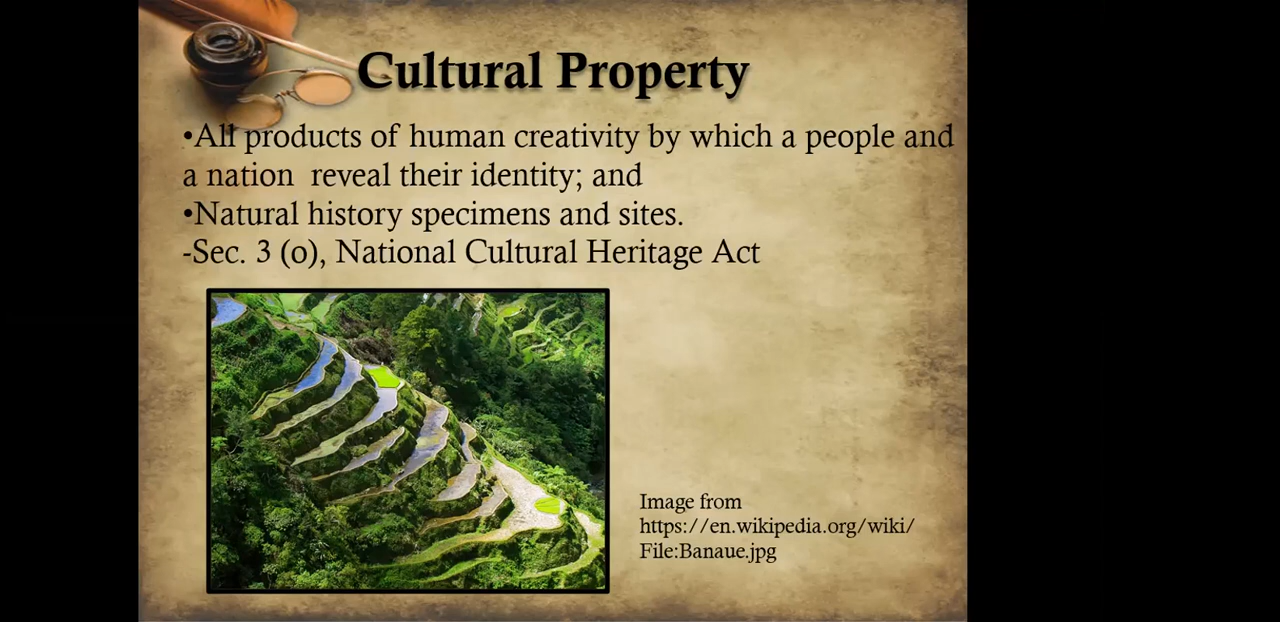 Cultural Property
•All products of human creativity by which a people and
a nation  reveal their identity; and
•Natural history specimens and sites.
-Sec. 3 (o), National Cultural Heritage Act
Image from
https://en.wikipedia.org/wiki/
File:Banaue.jpg